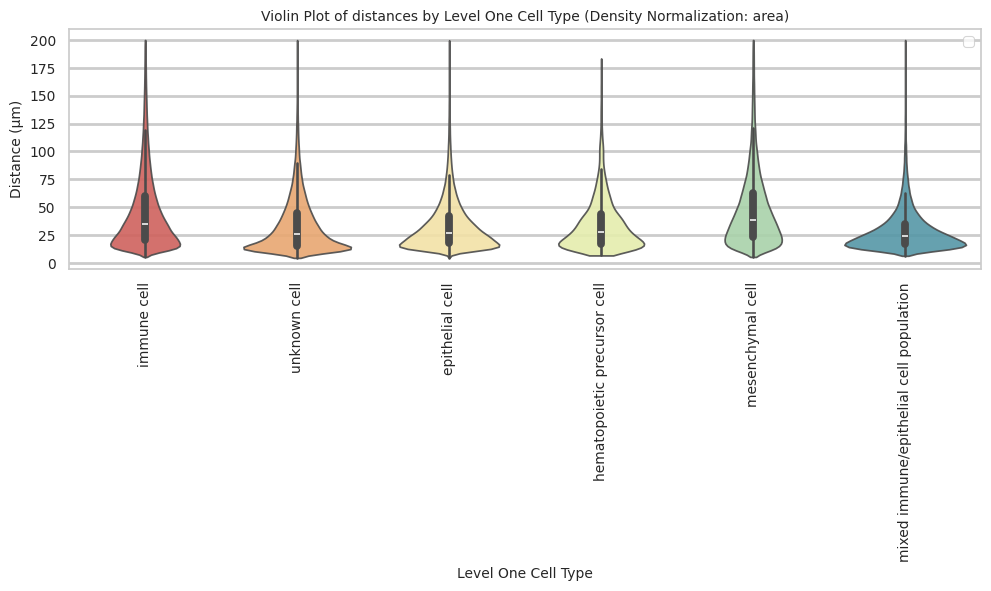 Violin Plot of distances by Level One Cell Type (Density Normalization: area)
Distance (µm)
200
175
150
125
100
75
50
25
0
immune cell
unknown cell
epithelial cell
hematopoietic precursor cell
mesenchymal cell
mixed immune/epithelial cell population
Level One Cell Type